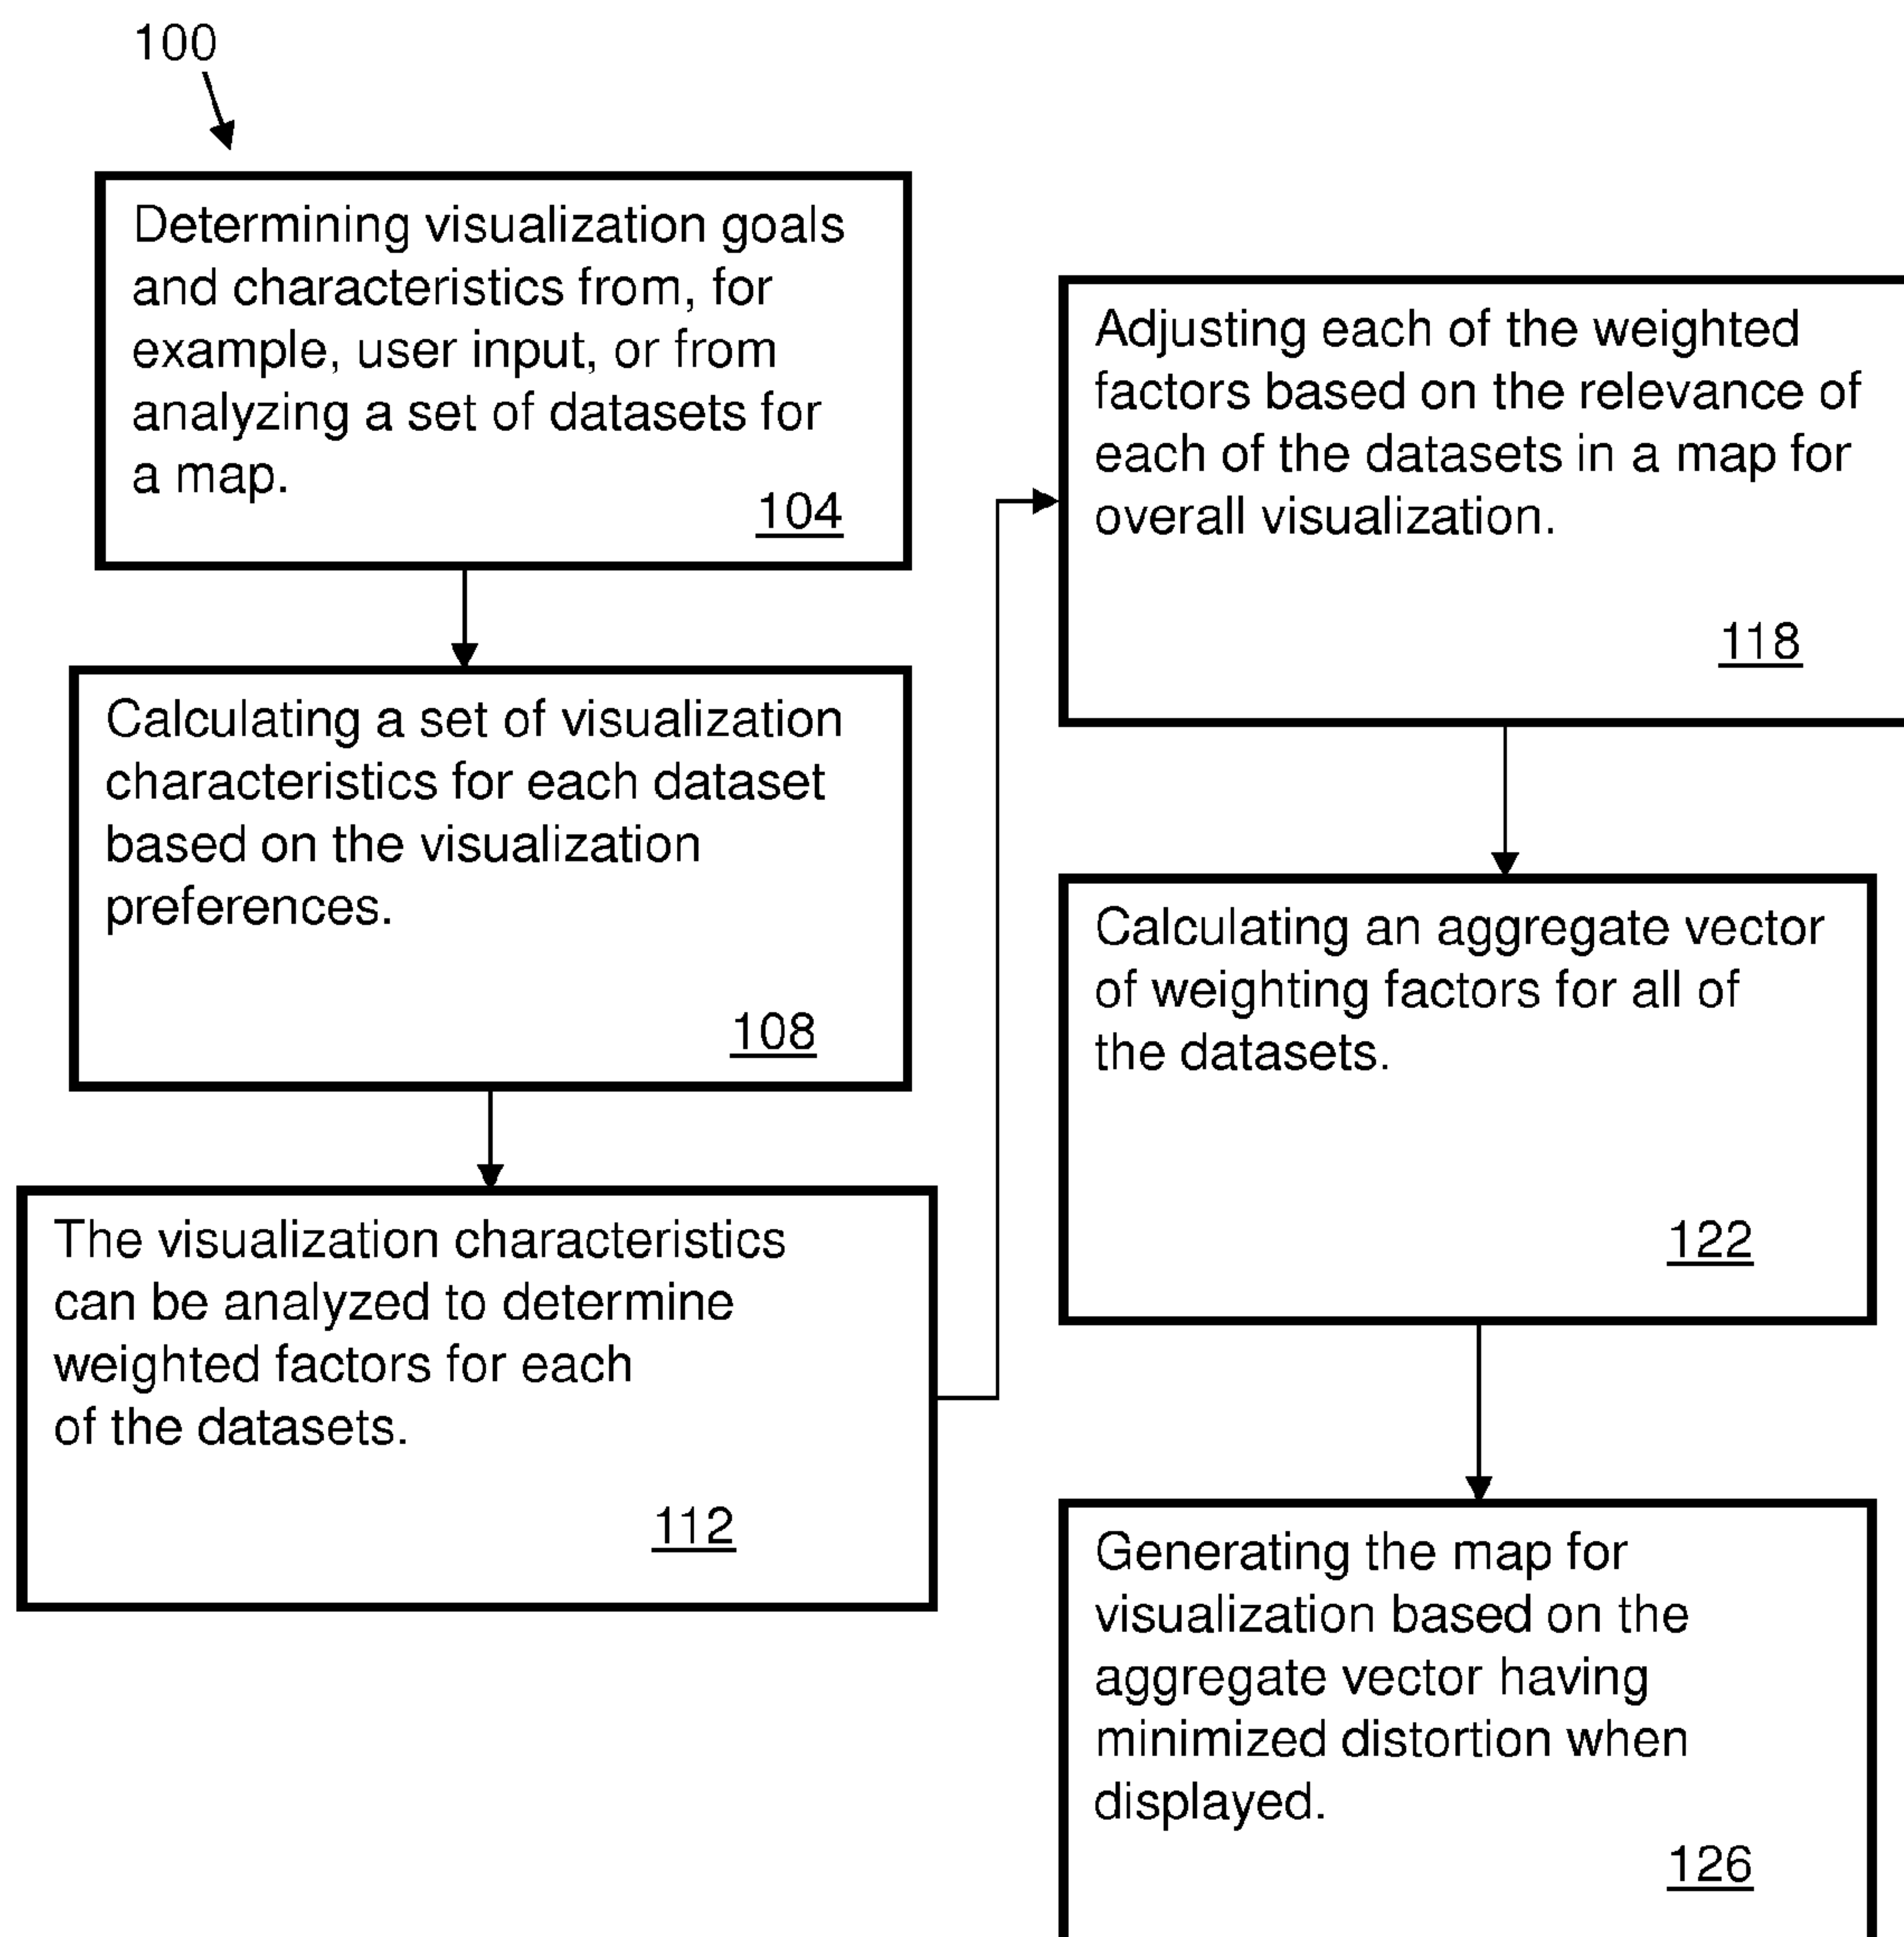 100
Determining visualization goals
and characteristics from, for
example, user input, or from
analyzing a set of datasets for
a map.
104
Calculating a set of visualization
characteristics for each dataset
based on the visualization
preferences.
108
The visualization characteristics
can be analyzed to determine
weighted factors for each
of the datasets.
112
Adjusting each of the weighted
factors based on the relevance of
each of the datasets in a map for
overall visualization.
118
Calculating an aggregate vector
of weighting factors for all of
the datasets.
122
Generating the map for
visualization based on the
aggregate vector having
minimized distortion when
displayed.
126